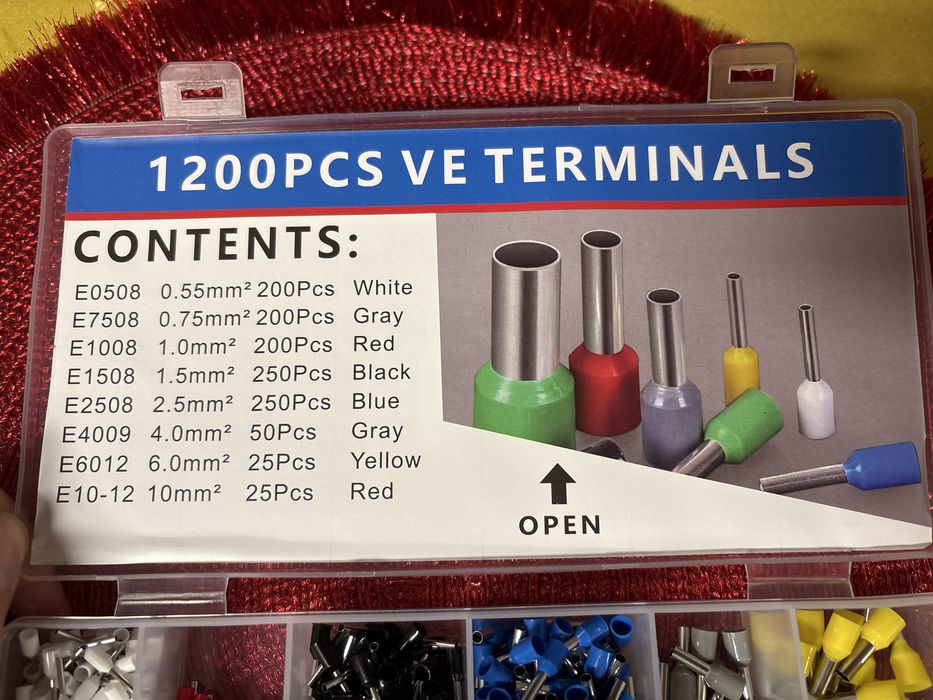 1200PCS VE TERMINALS
CONTENTS:
E0508 0.55mm² 200Pcs White
E7508 0.75mm² 200Pcs Gray
E1008 1.0mm² 200Pcs Red
E1508 1.5mm² 250Pcs Black
E2508 2.5mm² 250Pcs Blue
E4009 4.0mm² 50Pcs Gray
E6012 6.0mm² 25Pcs Yellow
E10-12 10mm² 25Pcs Red
OPEN